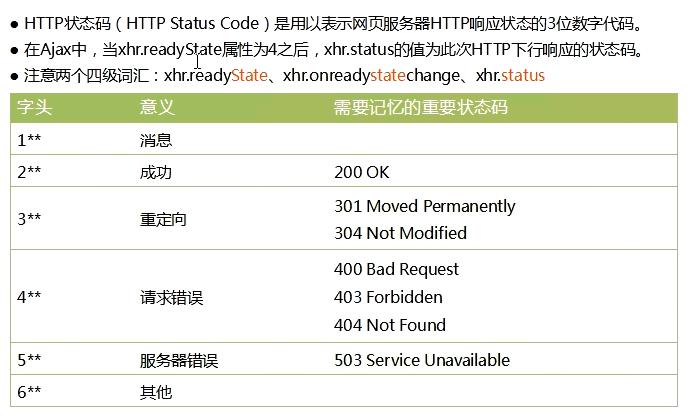 ● HTTP状态码（HTTP Status Code）是用以表示网页服务器HTTP响应状态的3位数字代码。
● 在Ajax中，当xhr.readyState属性为4之后，xhr.status的值为此次HTTP下行响应的状态码。
● 注意两个四级词汇：xhr.readyState、xhr.onreadystatechange、xhr.status
字头 意义 需要记忆的重要状态码
1** 消息
2** 成功 200 OK
3** 重定向 301 Moved Permanently
304 Not Modified
4** 请求错误 400 Bad Request
403 Forbidden
404 Not Found
5** 服务器错误 503 Service Unavailable
6** 其他